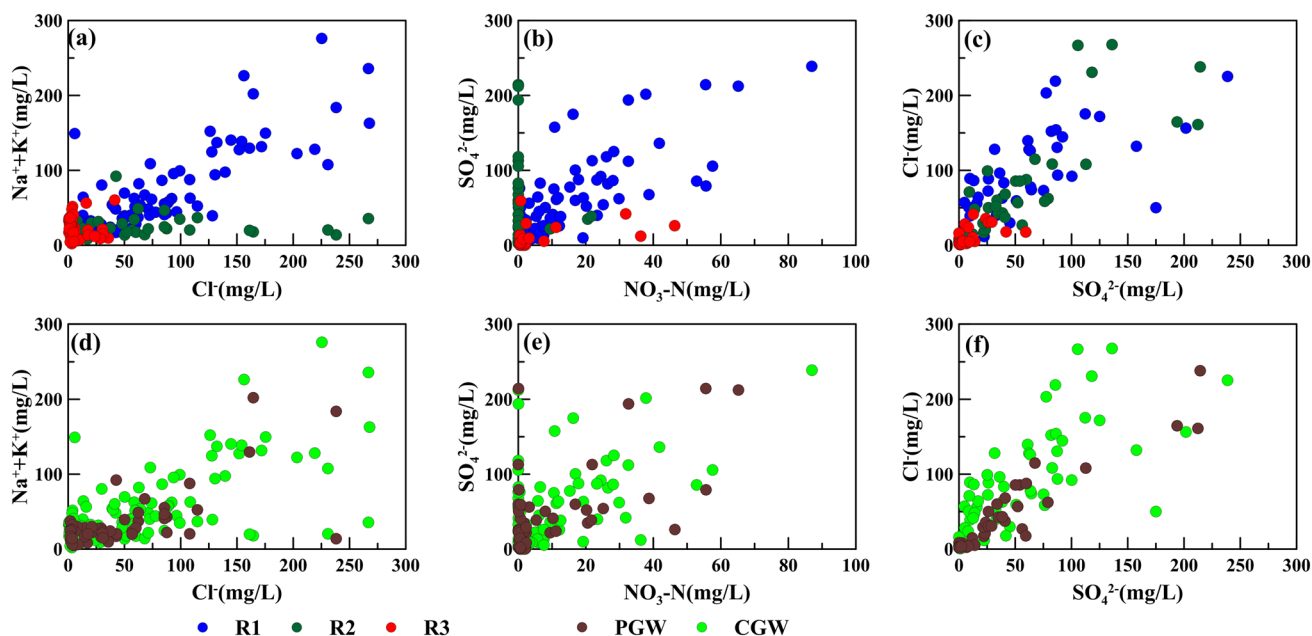 (a)
Na⁺+K⁺(mg/L)
300
200
100
0
0 50 100 150 200 250 300
Cl⁻(mg/L)
(b)
SO₄²⁻(mg/L)
300
200
100
0
0 20 40 60 80 100
NO₃-N(mg/L)
(c)
Cl⁻(mg/L)
300
200
100
0
0 50 100 150 200 250 300
SO₄²⁻(mg/L)
(d)
Na⁺+K⁺(mg/L)
300
200
100
0
0 50 100 150 200 250 300
Cl⁻(mg/L)
(e)
SO₄²⁻(mg/L)
300
200
100
0
0 20 40 60 80 100
NO₃-N(mg/L)
(f)
Cl⁻(mg/L)
300
200
100
0
0 50 100 150 200 250 300
SO₄²⁻(mg/L)
R1 R2 R3 PGW CGW